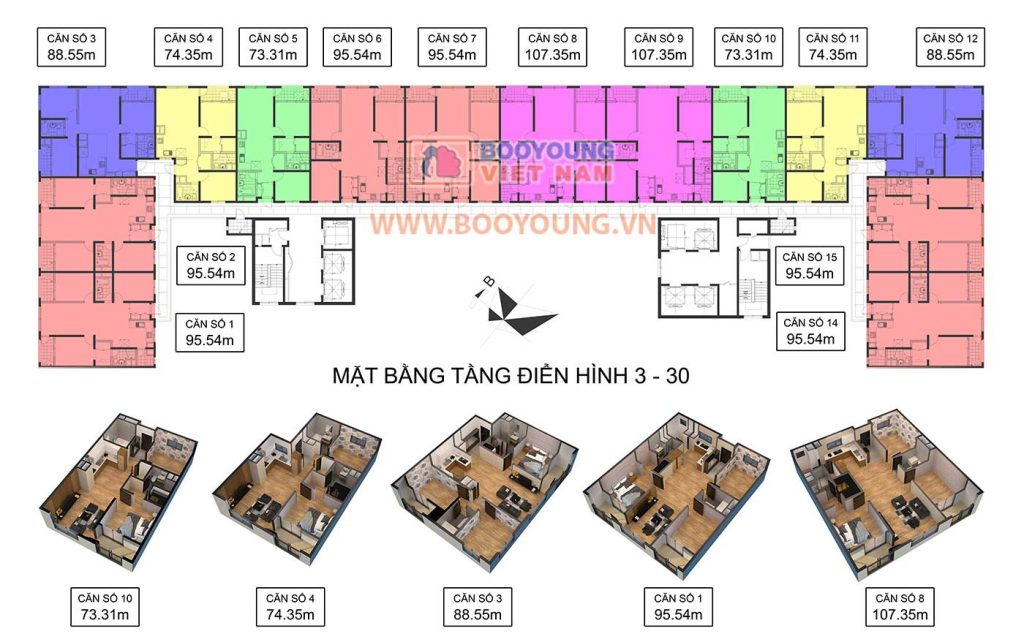 CĂN SỐ 3
88.55m
CĂN SỐ 4
74.35m
CĂN SỐ 5
73.31m
CĂN SỐ 6
95.54m
CĂN SỐ 7
95.54m
CĂN SỐ 8
107.35m
CĂN SỐ 9
107.35m
CĂN SỐ 10
73.31m
CĂN SỐ 11
74.35m
CĂN SỐ 12
88.55m
BOOYOUNG
VIET NAM
WWW.BOOYOUNG.VN
CĂN SỐ 2
95.54m
CĂN SỐ 15
95.54m
B
CĂN SỐ 1
95.54m
CĂN SỐ 14
95.54m
MẶT BẰNG TẦNG ĐIỂN HÌNH 3 - 30
CĂN SỐ 10
73.31m
CĂN SỐ 4
74.35m
CĂN SỐ 3
88.55m
CĂN SỐ 1
95.54m
CĂN SỐ 8
107.35m